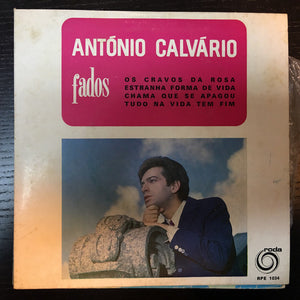 ANTÓNIO CALVÁRIO
fados
OS CRAVOS DA ROSA
ESTRANHA FORMA DE VIDA
CHAMA QUE SE APAGOU
TUDO NA VIDA TEM FIM
roda
RPE 1034